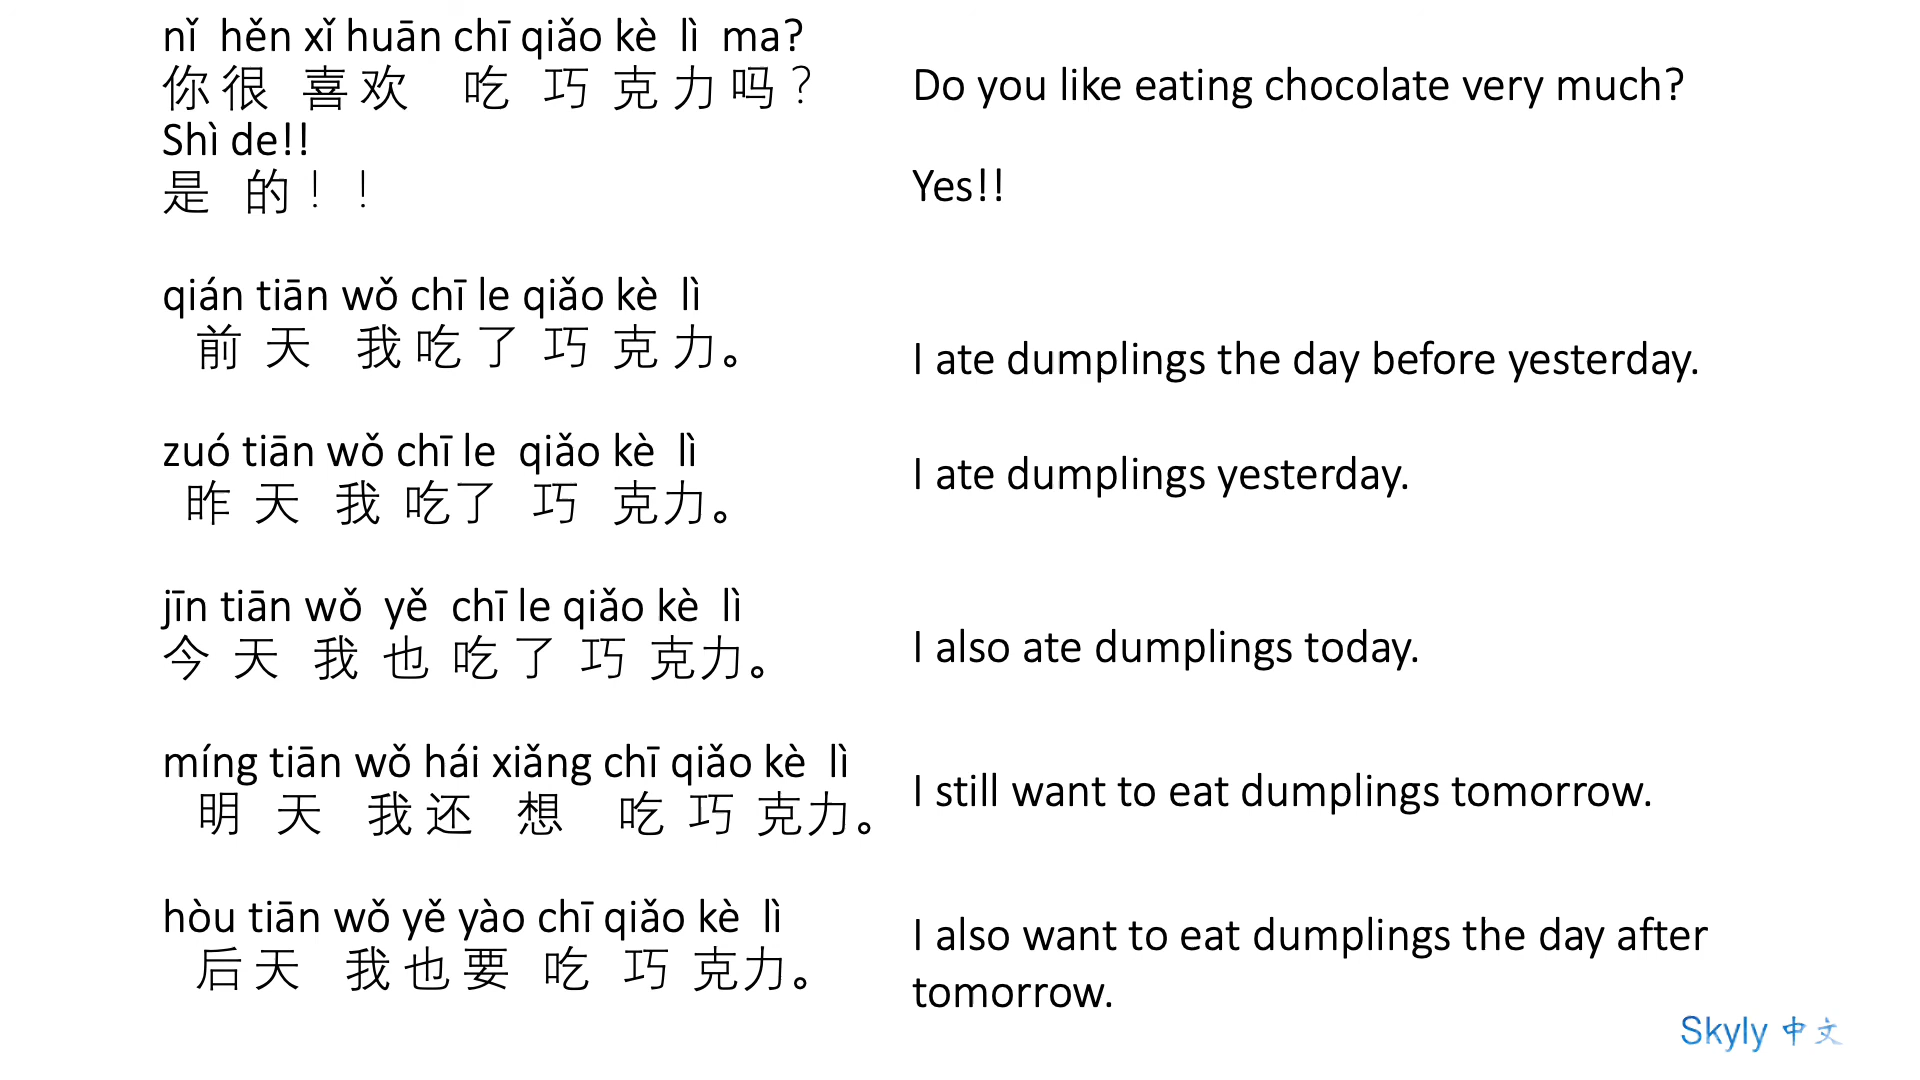 nǐ hěn xǐ huān chī qiǎo kè lì ma?
你很喜欢吃巧克力吗？
Do you like eating chocolate very much?
Shì de!!
是的！！
Yes!!
qián tiān wǒ chī le qiǎo kè lì
前天我吃了巧克力。
I ate dumplings the day before yesterday.
zuó tiān wǒ chī le qiǎo kè lì
昨天我吃了巧克力。
I ate dumplings yesterday.
jīn tiān wǒ yě chī le qiǎo kè lì
今天我也吃了巧克力。
I also ate dumplings today.
míng tiān wǒ hái xiǎng chī qiǎo kè lì
明天我还想吃巧克力。
I still want to eat dumplings tomorrow.
hòu tiān wǒ yě yào chī qiǎo kè lì
后天我也要吃巧克力。
I also want to eat dumplings the day after
tomorrow.
Skyly 中文